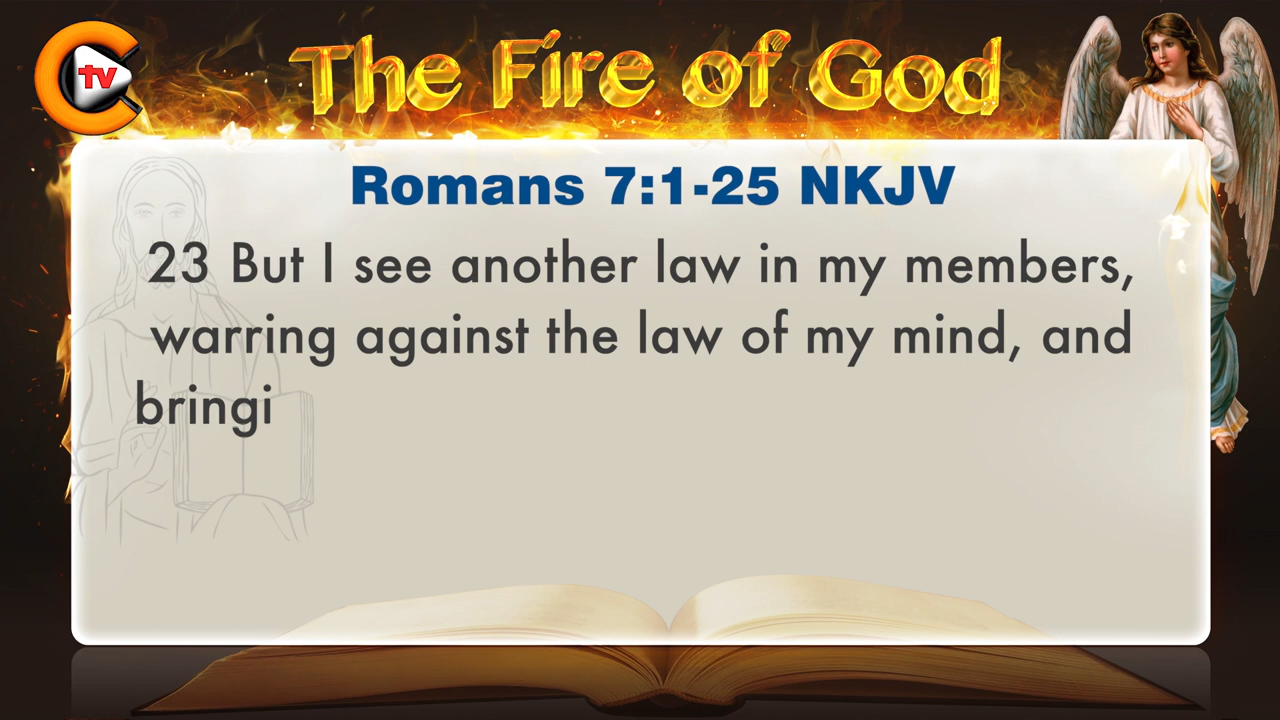 tv
The Fire of God
Romans 7:1-25 NKJV
23 But I see another law in my members,
warring against the law of my mind, and
bringi